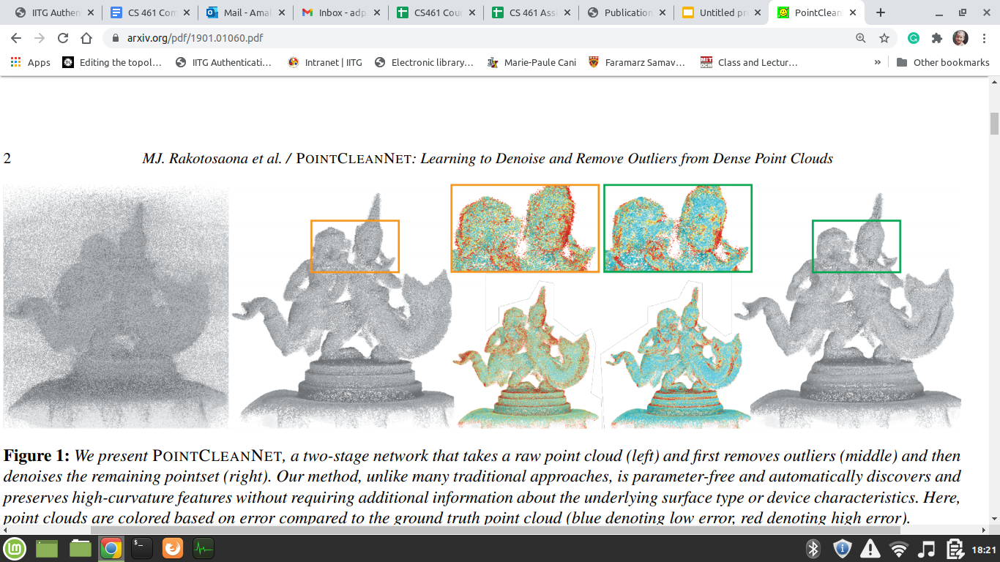 IITG Authen
CS 461 Com
Mail - Amal
Inbox - adp
CS461 Cour
CS 461 Assi
Publication
Untitled pr
PointClean
arxiv.org/pdf/1901.01060.pdf
Apps
Editing the topol...
IITG Authenticati...
Intranet | IITG
Electronic library...
Marie-Paule Cani
Faramarz Samav...
MIT
OCW
Class and Lectur...
»
Other bookmarks
2
MJ. Rakotosaona et al. / POINTCLEANNET: Learning to Denoise and Remove Outliers from Dense Point Clouds
Figure 1: We present POINTCLEANNET, a two-stage network that takes a raw point cloud (left) and first removes outliers (middle) and then
denoises the remaining pointset (right). Our method, unlike many traditional approaches, is parameter-free and automatically discovers and
preserves high-curvature features without requiring additional information about the underlying surface type or device characteristics. Here,
point clouds are colored based on error compared to the ground truth point cloud (blue denoting low error, red denoting high error).
18:21